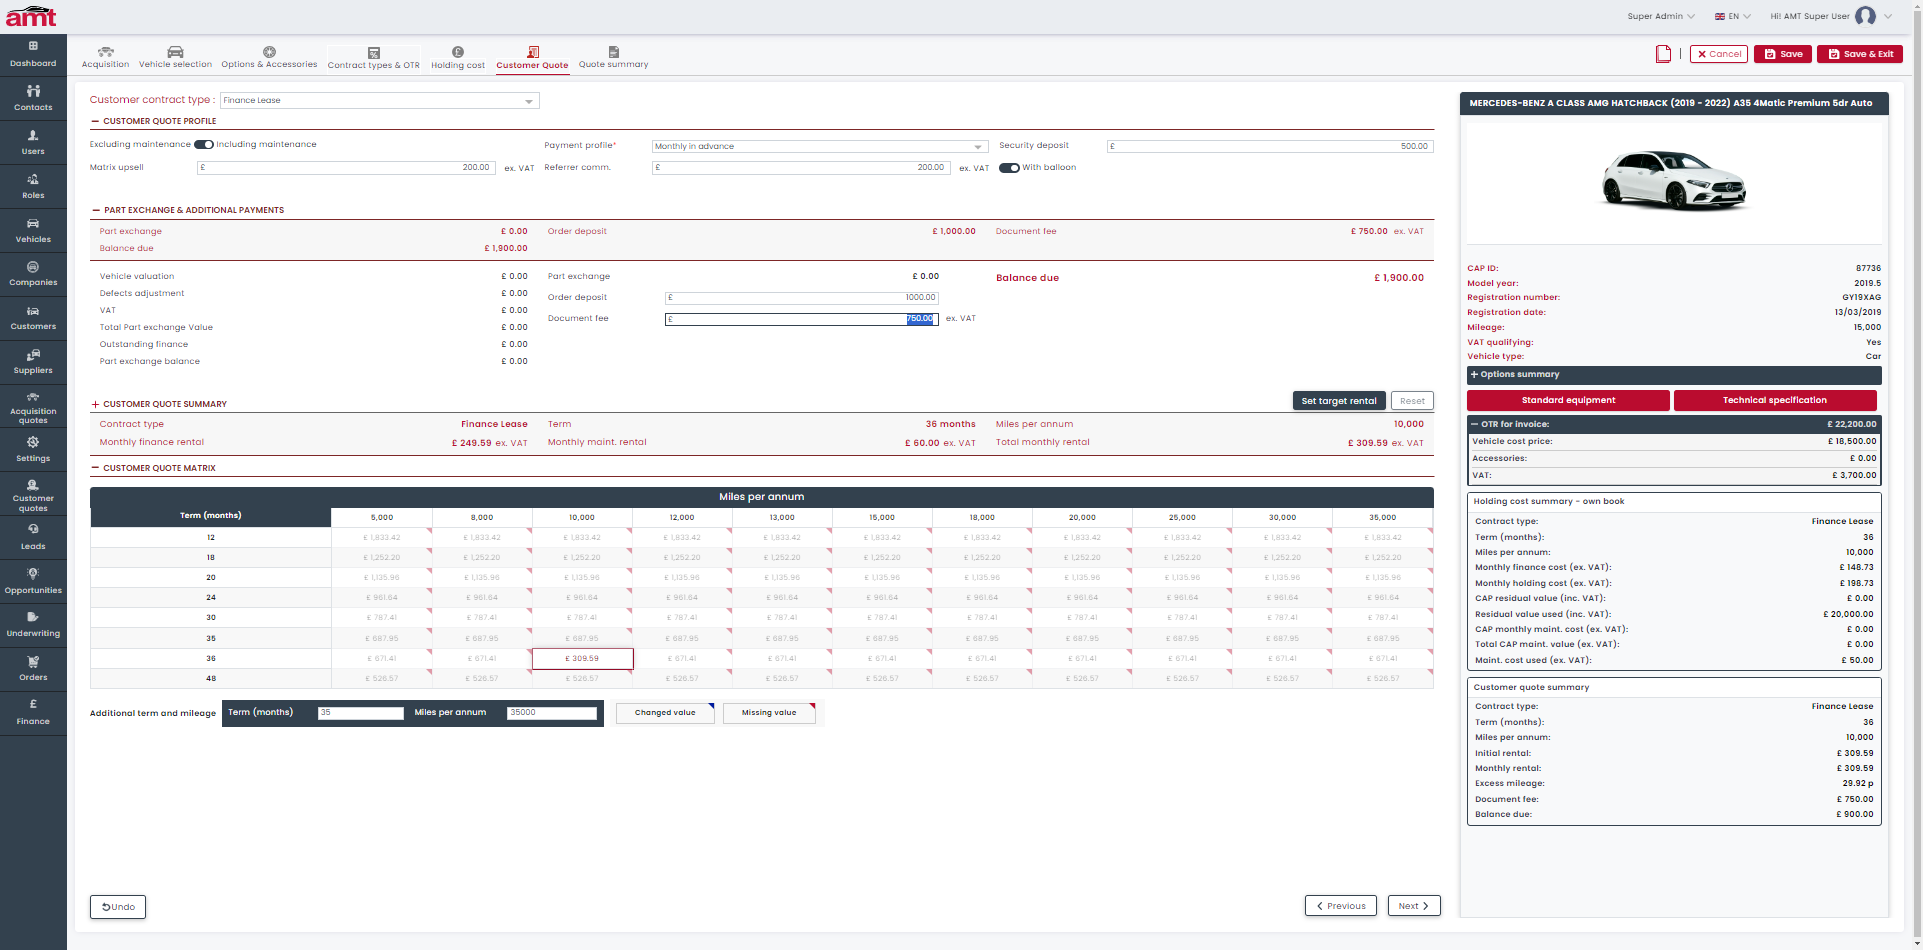 amt
Super Admin
EN
Hi! AMT Super User
Dashboard
Contacts
Users
Roles
Vehicles
Companies
Customers
Suppliers
Acquisition quotes
Settings
Customer quotes
Leads
Opportunities
Underwriting
Orders
Finance
Acquisition
Vehicle selection
Options & Accessories
Contract types & OTR
Holding cost
Customer Quote
Quote summary
Cancel
Save
Save & Exit
Customer contract type : Finance Lease
CUSTOMER QUOTE PROFILE
Excluding maintenance Including maintenance Payment profile* Monthly in advance Security deposit £ 500.00
Matrix upsell £ 200.00 ex. VAT Referrer comm. £ 200.00 ex. VAT With balloon
PART EXCHANGE & ADDITIONAL PAYMENTS
Part exchange £ 0.00 Order deposit £ 1,000.00 Document fee £ 750.00 ex. VAT
Balance due £ 1,900.00
Vehicle valuation £ 0.00 Part exchange £ 0.00 Balance due £ 1,900.00
Defects adjustment £ 0.00 Order deposit £ 1000.00
VAT £ 0.00 Document fee £ 750.00 ex. VAT
Total Part exchange Value £ 0.00
Outstanding finance £ 0.00
Part exchange balance £ 0.00
CUSTOMER QUOTE SUMMARY Set target rental Reset
Contract type Finance Lease Term 36 months Miles per annum 10,000
Monthly finance rental £ 249.59 ex. VAT Monthly maint. rental £ 60.00 ex. VAT Total monthly rental £ 309.59 ex. VAT
CUSTOMER QUOTE MATRIX
Miles per annum
Term (months) 5,000 8,000 10,000 12,000 13,000 15,000 18,000 20,000 25,000 30,000 35,000
12 £ 1,833.42 £ 1,833.42 £ 1,833.42 £ 1,833.42 £ 1,833.42 £ 1,833.42 £ 1,833.42 £ 1,833.42 £ 1,833.42 £ 1,833.42 £ 1,833.42
18 £ 1,252.20 £ 1,252.20 £ 1,252.20 £ 1,252.20 £ 1,252.20 £ 1,252.20 £ 1,252.20 £ 1,252.20 £ 1,252.20 £ 1,252.20 £ 1,252.20
20 £ 1,135.96 £ 1,135.96 £ 1,135.96 £ 1,135.96 £ 1,135.96 £ 1,135.96 £ 1,135.96 £ 1,135.96 £ 1,135.96 £ 1,135.96 £ 1,135.96
24 £ 961.64 £ 961.64 £ 961.64 £ 961.64 £ 961.64 £ 961.64 £ 961.64 £ 961.64 £ 961.64 £ 961.64 £ 961.64
30 £ 787.41 £ 787.41 £ 787.41 £ 787.41 £ 787.41 £ 787.41 £ 787.41 £ 787.41 £ 787.41 £ 787.41 £ 787.41
35 £ 687.95 £ 687.95 £ 687.95 £ 687.95 £ 687.95 £ 687.95 £ 687.95 £ 687.95 £ 687.95 £ 687.95 £ 687.95
36 £ 671.41 £ 671.41 £ 309.59 £ 671.41 £ 671.41 £ 671.41 £ 671.41 £ 671.41 £ 671.41 £ 671.41 £ 671.41
48 £ 526.57 £ 526.57 £ 526.57 £ 526.57 £ 526.57 £ 526.57 £ 526.57 £ 526.57 £ 526.57 £ 526.57 £ 526.57
Additional term and mileage Term (months) 35 Miles per annum 35000 Changed value Missing value
Undo
Previous
Next
MERCEDES-BENZ A CLASS AMG HATCHBACK (2019 - 2022) A35 4Matic Premium 5dr Auto
CAP ID: 87736
Model year: 2019.5
Registration number: GY19XAG
Registration date: 13/03/2019
Mileage: 15,000
VAT qualifying: Yes
Vehicle type: Car
Options summary
Standard equipment
Technical specification
OTR for invoice: £ 22,200.00
Vehicle cost price: £ 18,500.00
Accessories: £ 0.00
VAT: £ 3,700.00
Holding cost summary - own book
Contract type: Finance Lease
Term (months): 36
Miles per annum: 10,000
Monthly finance cost (ex. VAT): £ 148.73
Monthly holding cost (ex. VAT): £ 198.73
CAP residual value (inc. VAT): £ 0.00
Residual value used (inc. VAT): £ 20,000.00
CAP monthly maint. cost (ex. VAT): £ 0.00
Total CAP maint. value (ex. VAT): £ 0.00
Maint. cost used (ex. VAT): £ 50.00
Customer quote summary
Contract type: Finance Lease
Term (months): 36
Miles per annum: 10,000
Initial rental: £ 309.59
Monthly rental: £ 309.59
Excess mileage: 29.92 p
Document fee: £ 750.00
Balance due: £ 900.00